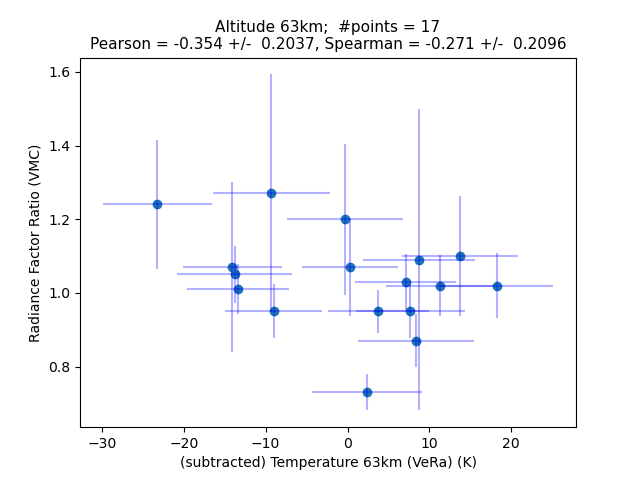 Altitude 63km;  #points = 17
Pearson = -0.354 +/-  0.2037, Spearman = -0.271 +/-  0.2096
1.6
1.4
1.2
1.0
0.8
Radiance Factor Ratio (VMC)
−30
−20
−10
0
10
20
(subtracted) Temperature 63km (VeRa) (K)